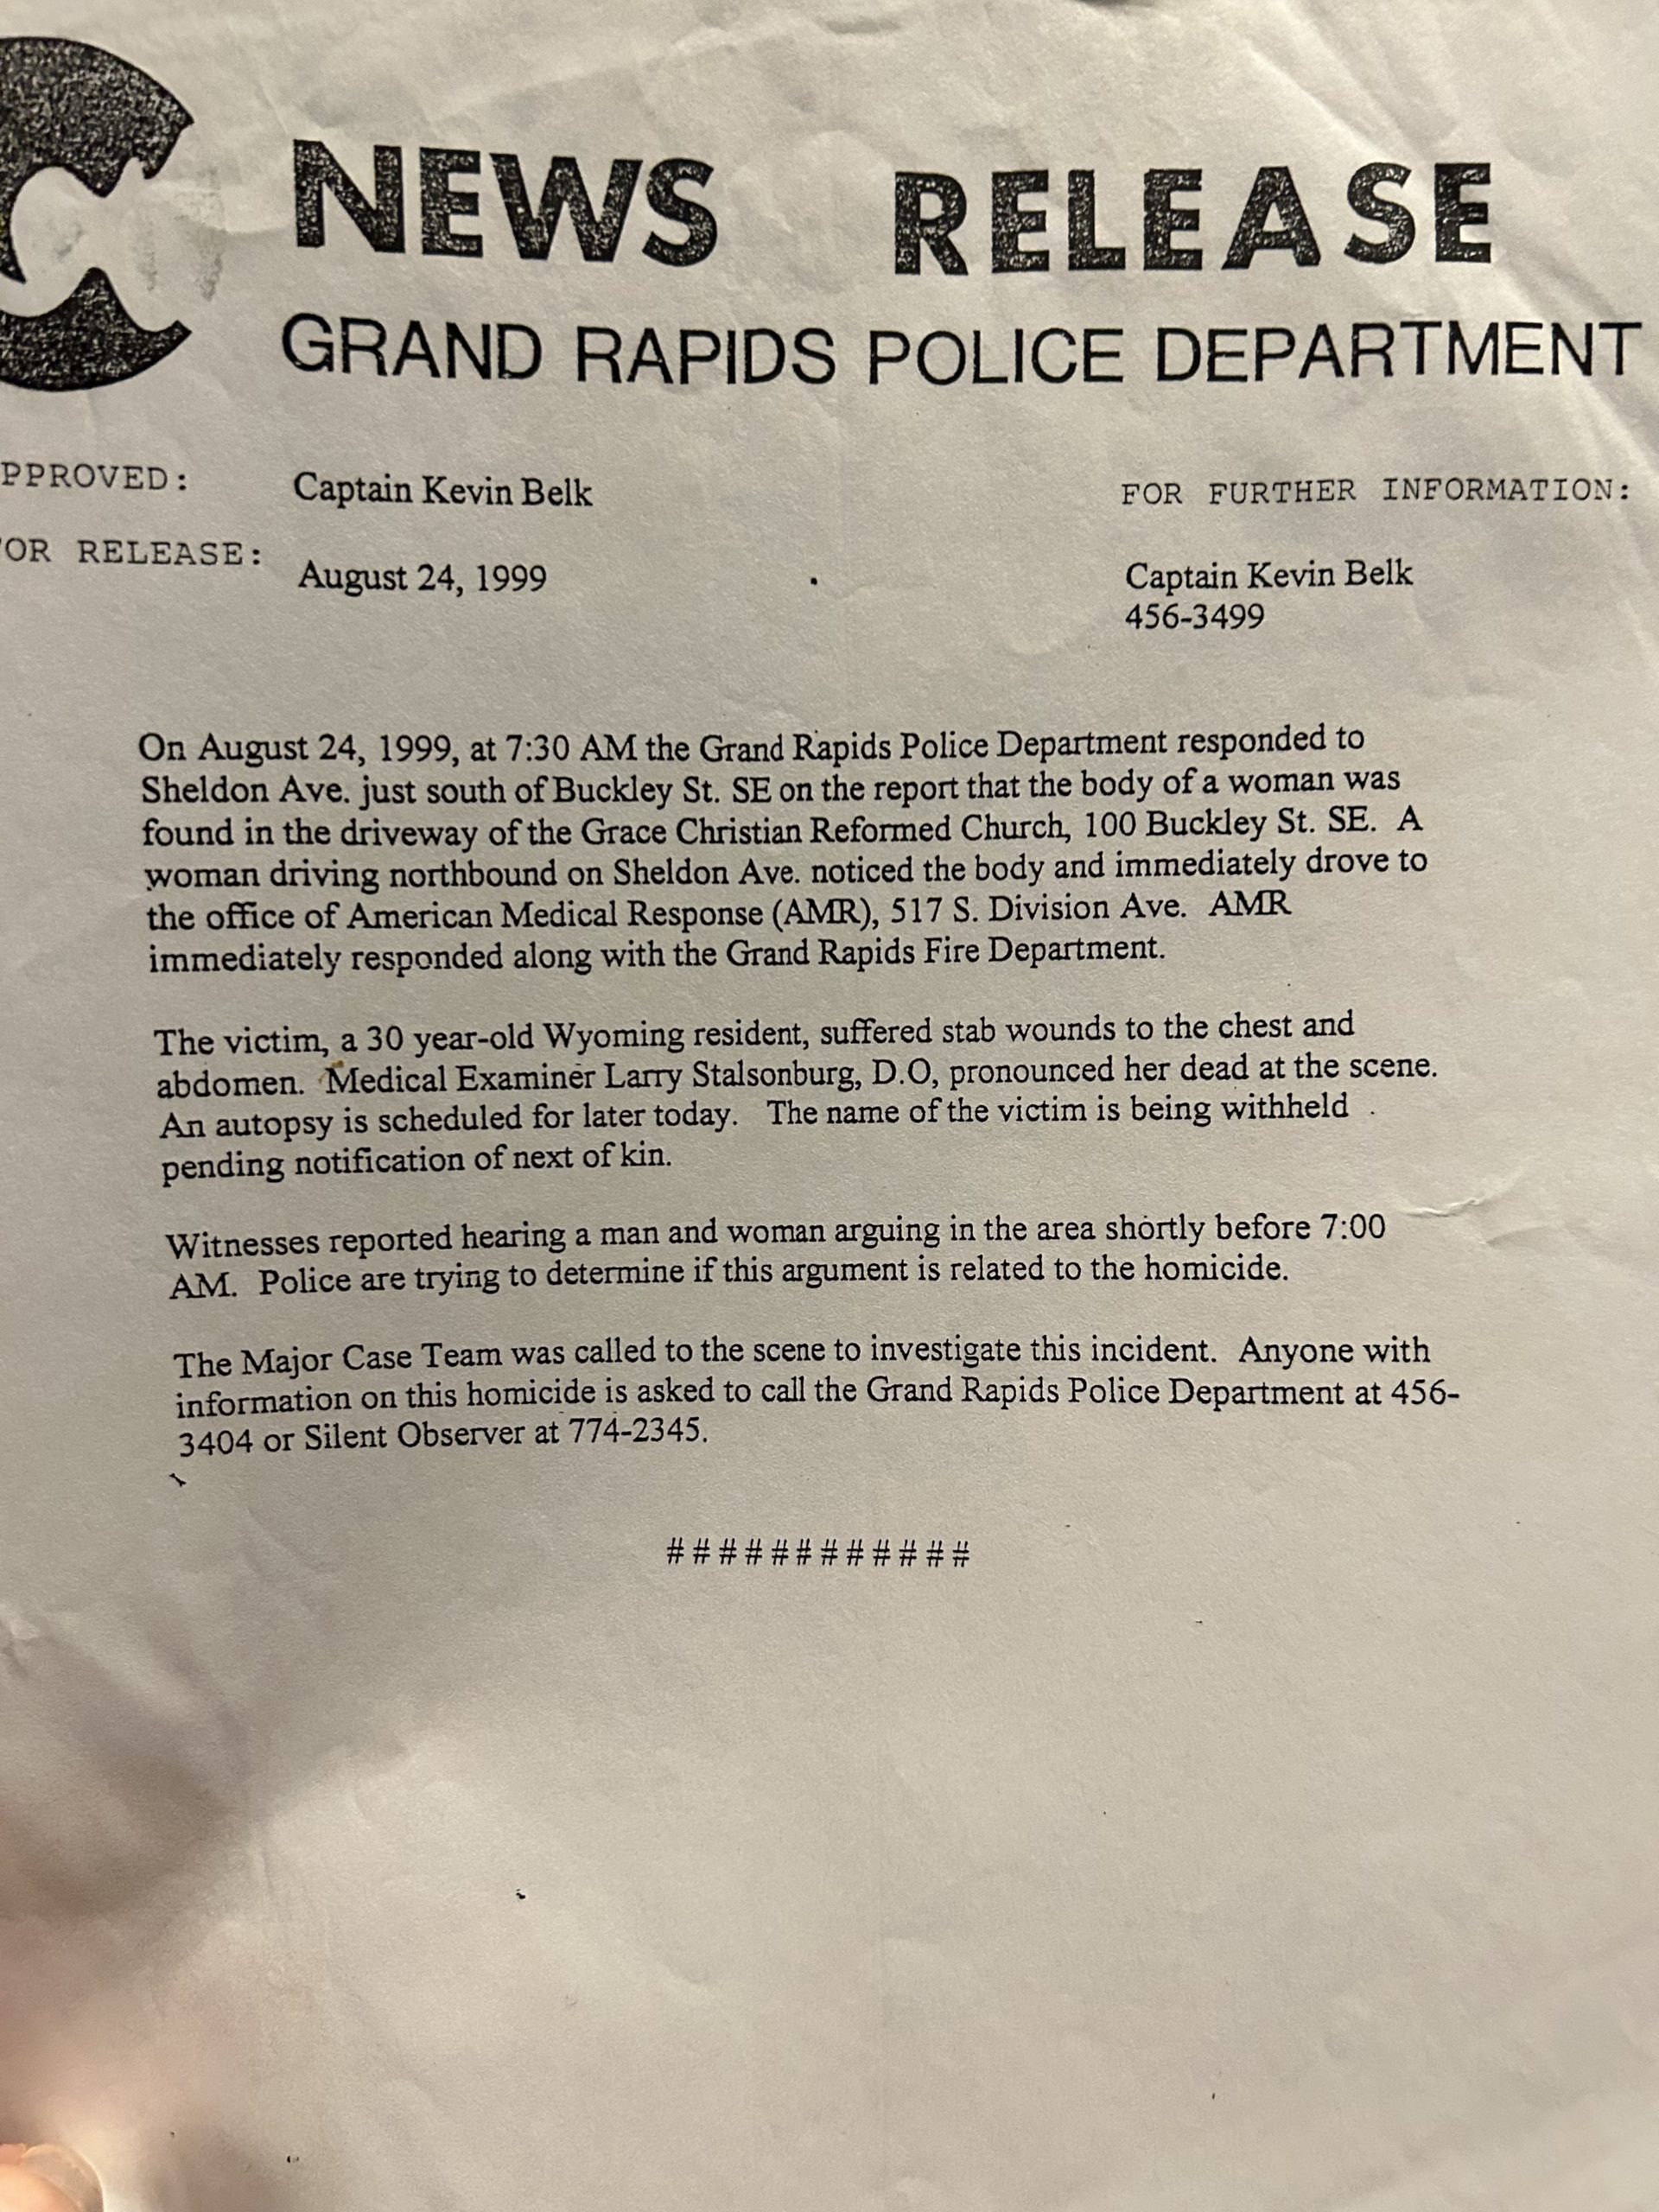 NEWS RELEASE
GRAND RAPIDS POLICE DEPARTMENT
PPROVED: Captain Kevin Belk FOR FURTHER INFORMATION:
OR RELEASE: August 24, 1999 Captain Kevin Belk
456-3499
On August 24, 1999, at 7:30 AM the Grand Rapids Police Department responded to
Sheldon Ave. just south of Buckley St. SE on the report that the body of a woman was
found in the driveway of the Grace Christian Reformed Church, 100 Buckley St. SE. A
woman driving northbound on Sheldon Ave. noticed the body and immediately drove to
the office of American Medical Response (AMR), 517 S. Division Ave. AMR
immediately responded along with the Grand Rapids Fire Department.
The victim, a 30 year-old Wyoming resident, suffered stab wounds to the chest and
abdomen. Medical Examiner Larry Stalsonburg, D.O, pronounced her dead at the scene.
An autopsy is scheduled for later today. The name of the victim is being withheld
pending notification of next of kin.
Witnesses reported hearing a man and woman arguing in the area shortly before 7:00
AM. Police are trying to determine if this argument is related to the homicide.
The Major Case Team was called to the scene to investigate this incident. Anyone with
information on this homicide is asked to call the Grand Rapids Police Department at 456-
3404 or Silent Observer at 774-2345.
############